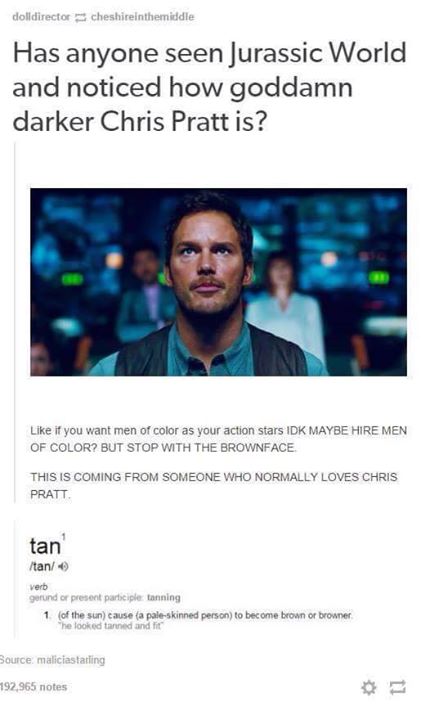 dolldirector cheshireinthemiddle
Has anyone seen Jurassic World
and noticed how goddamn
darker Chris Pratt is?
Like if you want men of color as your action stars IDK MAYBE HIRE MEN
OF COLOR? BUT STOP WITH THE BROWNFACE.
THIS IS COMING FROM SOMEONE WHO NORMALLY LOVES CHRIS
PRATT.
tan¹
/tan/
verb
gerund or present participle: tanning
1. (of the sun) cause (a pale-skinned person) to become brown or browner.
"he looked tanned and fit"
Source: maliciastarling
192,965 notes